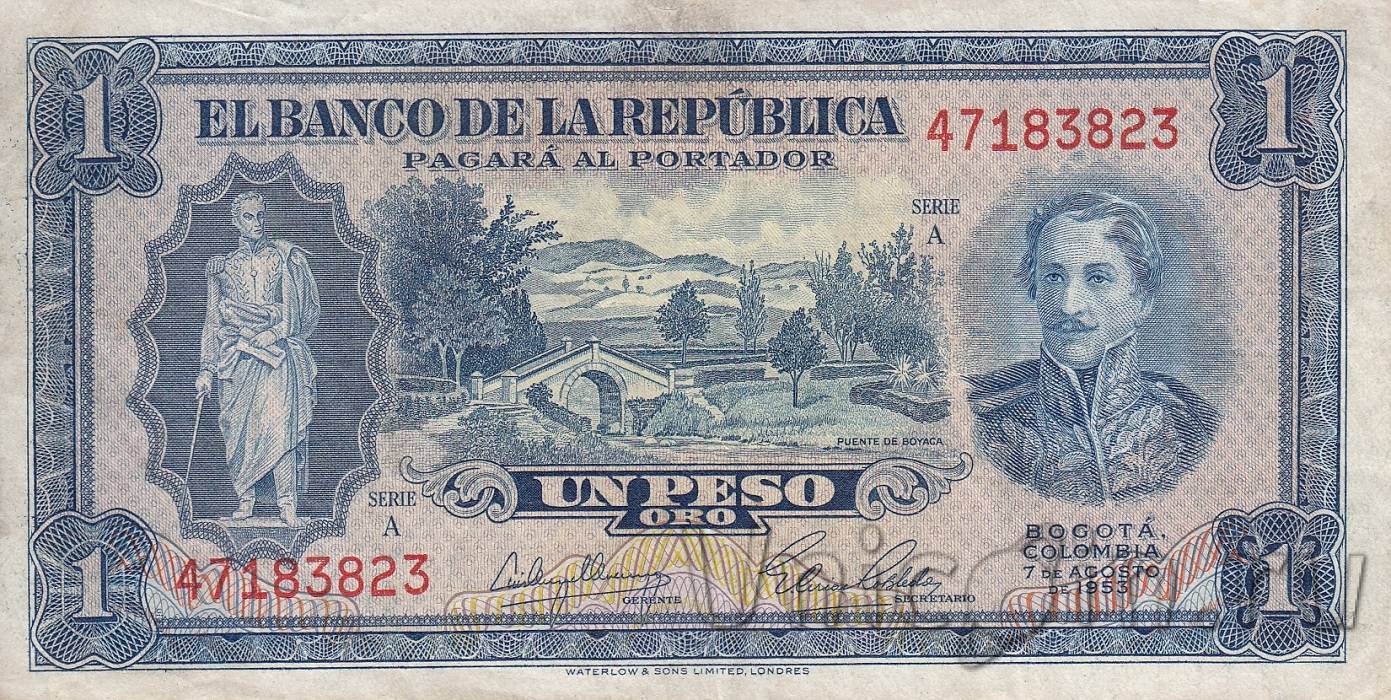 1 1
EL BANCO DE LA REPÚBLICA
47183823
PAGARÁ AL PORTADOR
SERIE
A
PUENTE DE BOYACA
UN PESO
ORO
SERIE
A
BOGOTÁ,
COLOMBIA
7 DE AGOSTO
DE 1953
47183823
GERENTE
SECRETARIO
1 1
WATERLOW & SONS LIMITED, LONDRES